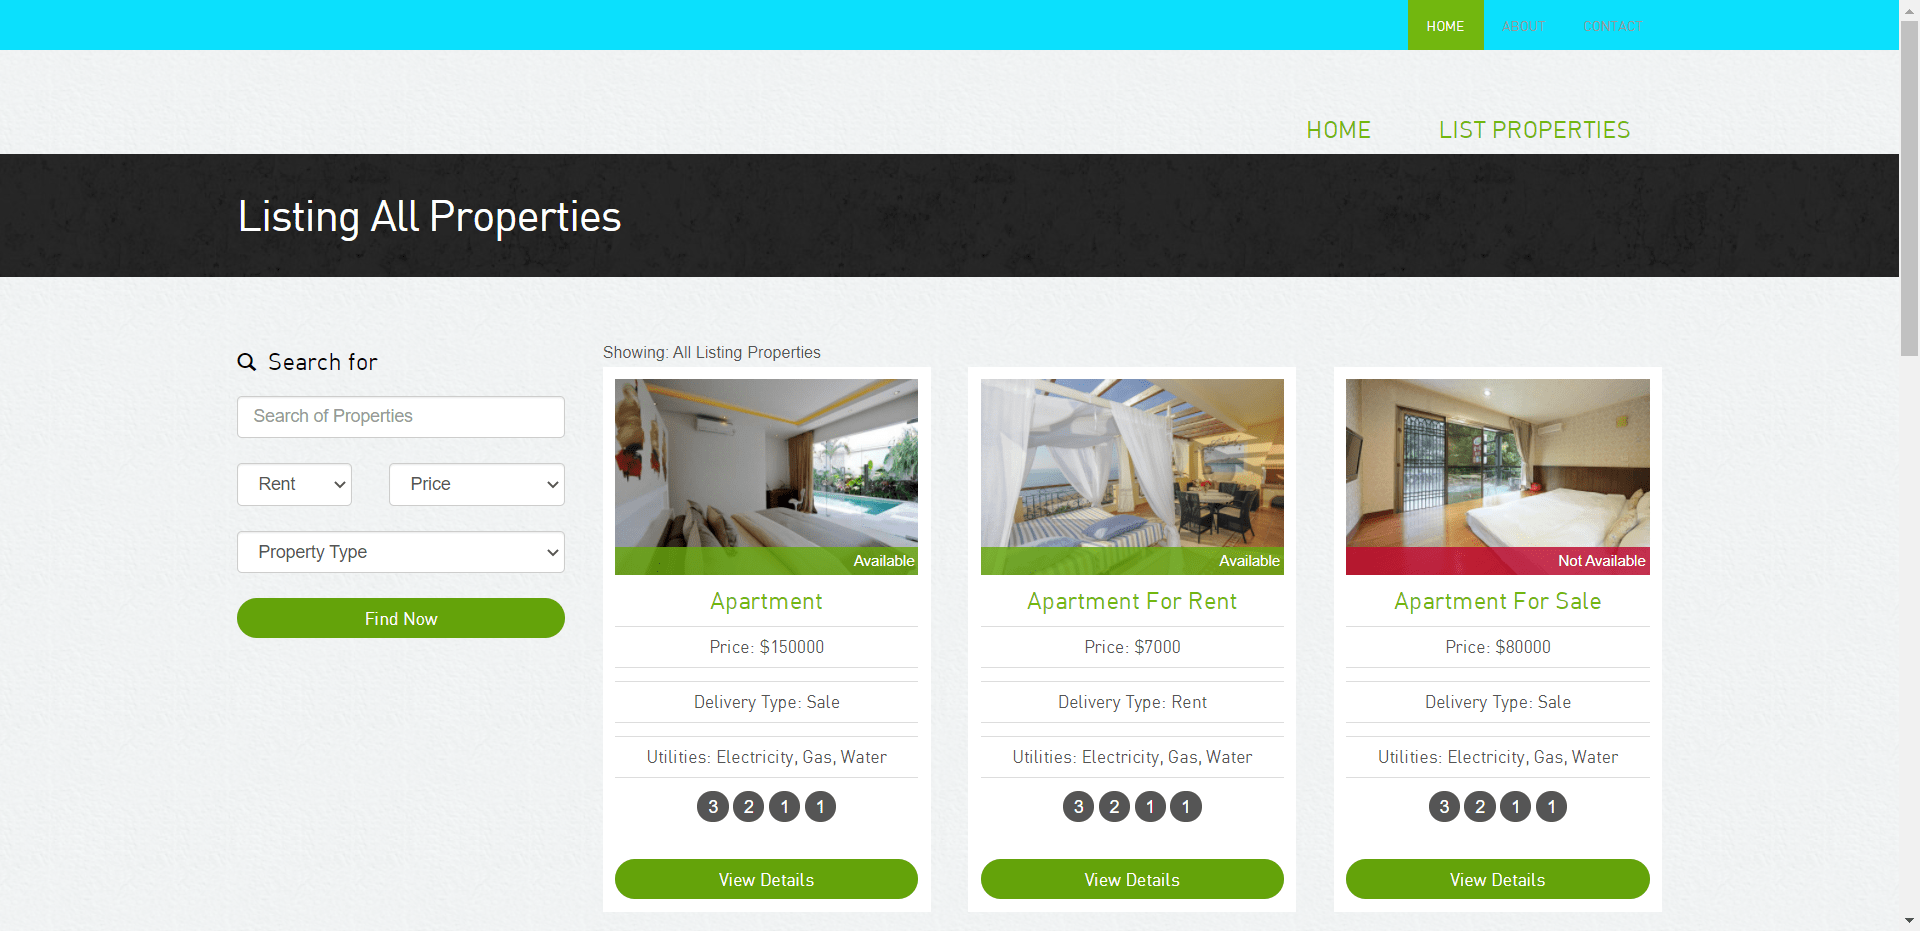 HOME ABOUT CONTACT
HOME LIST PROPERTIES
Listing All Properties
Search for
Search of Properties
Rent Price
Property Type
Find Now
Showing: All Listing Properties
Available
Apartment
Price: $150000
Delivery Type: Sale
Utilities: Electricity, Gas, Water
3 2 1 1
View Details
Available
Apartment For Rent
Price: $7000
Delivery Type: Rent
Utilities: Electricity, Gas, Water
3 2 1 1
View Details
Not Available
Apartment For Sale
Price: $80000
Delivery Type: Sale
Utilities: Electricity, Gas, Water
3 2 1 1
View Details